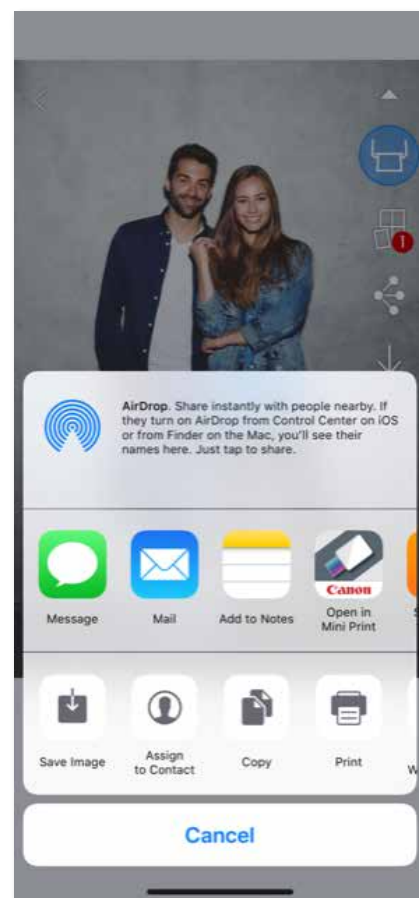 1
AirDrop. Share instantly with people nearby. If
they turn on AirDrop from Control Center on iOS
or from Finder on the Mac, you'll see their
names here. Just tap to share.
Canon
Message
Mail
Add to Notes
Open in
Mini Print
Save Image
Assign
to Contact
Copy
Print
Cancel